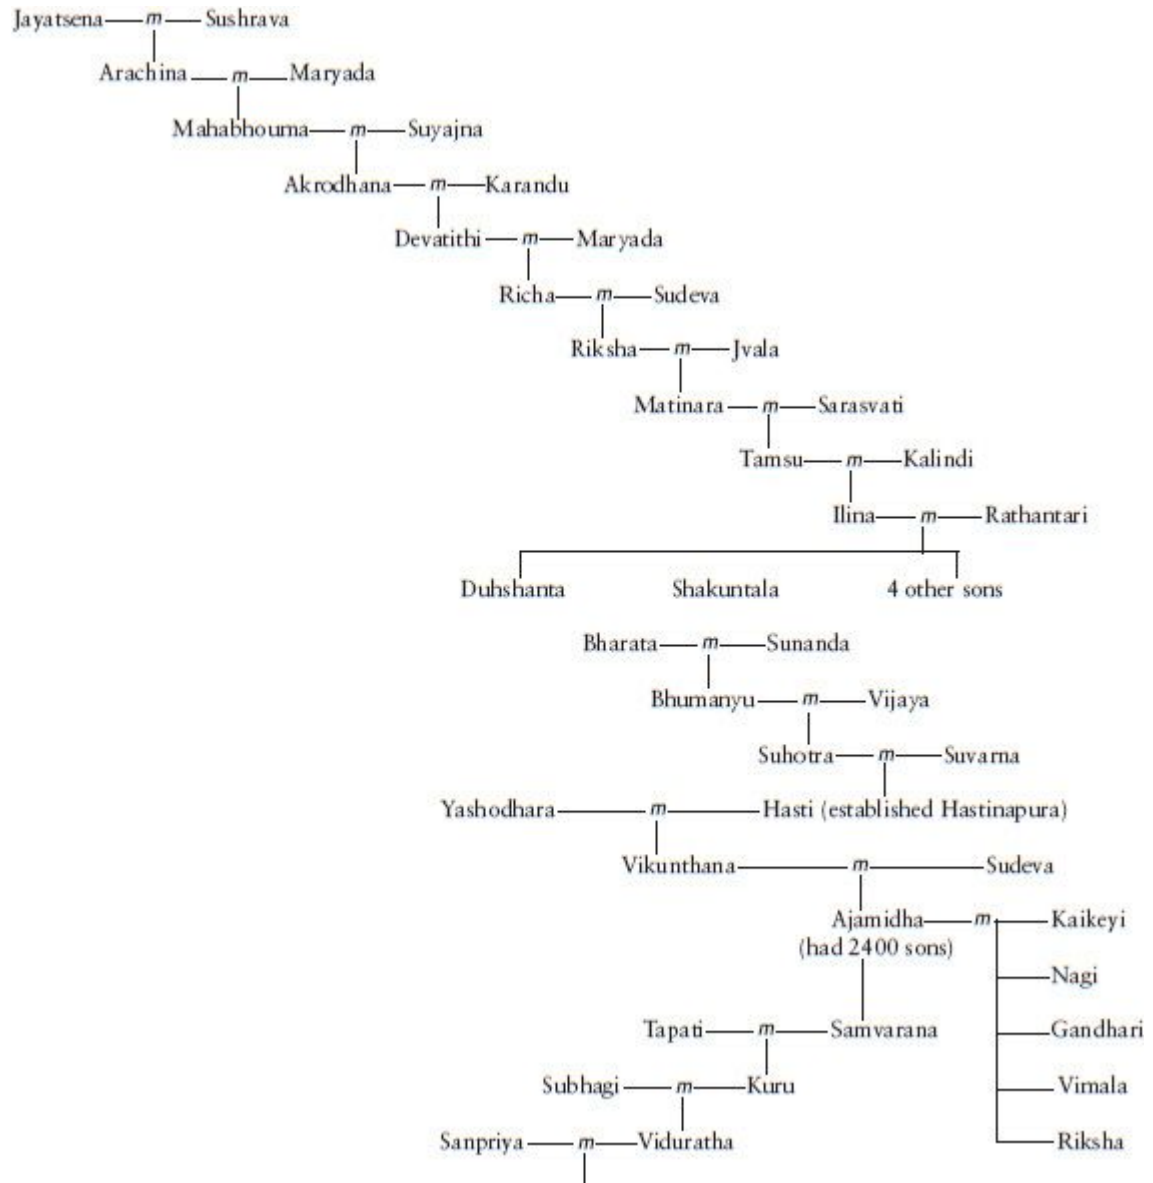 Jayatsena m Sushrava
Arachina m Maryada
Mahabhouma m Suyajna
Akrodhana m Karandu
Devatithi m Maryada
Richa m Sudeva
Riksha m Jvala
Matinara m Sarasvati
Tamsu m Kalindi
Ilina m Rathantari
Duhshanta Shakuntala 4 other sons
Bharata m Sunanda
Bhumanyu m Vijaya
Suhotra m Suvarna
Yashodhara m Hasti (established Hastinapura)
Vikunthana m Sudeva
Ajamidha m Kaikeyi
(had 2400 sons)
Nagi
Tapati m Samvarana Gandhari
Subhagi m Kuru Vimala
Sanpriya m Viduratha Riksha